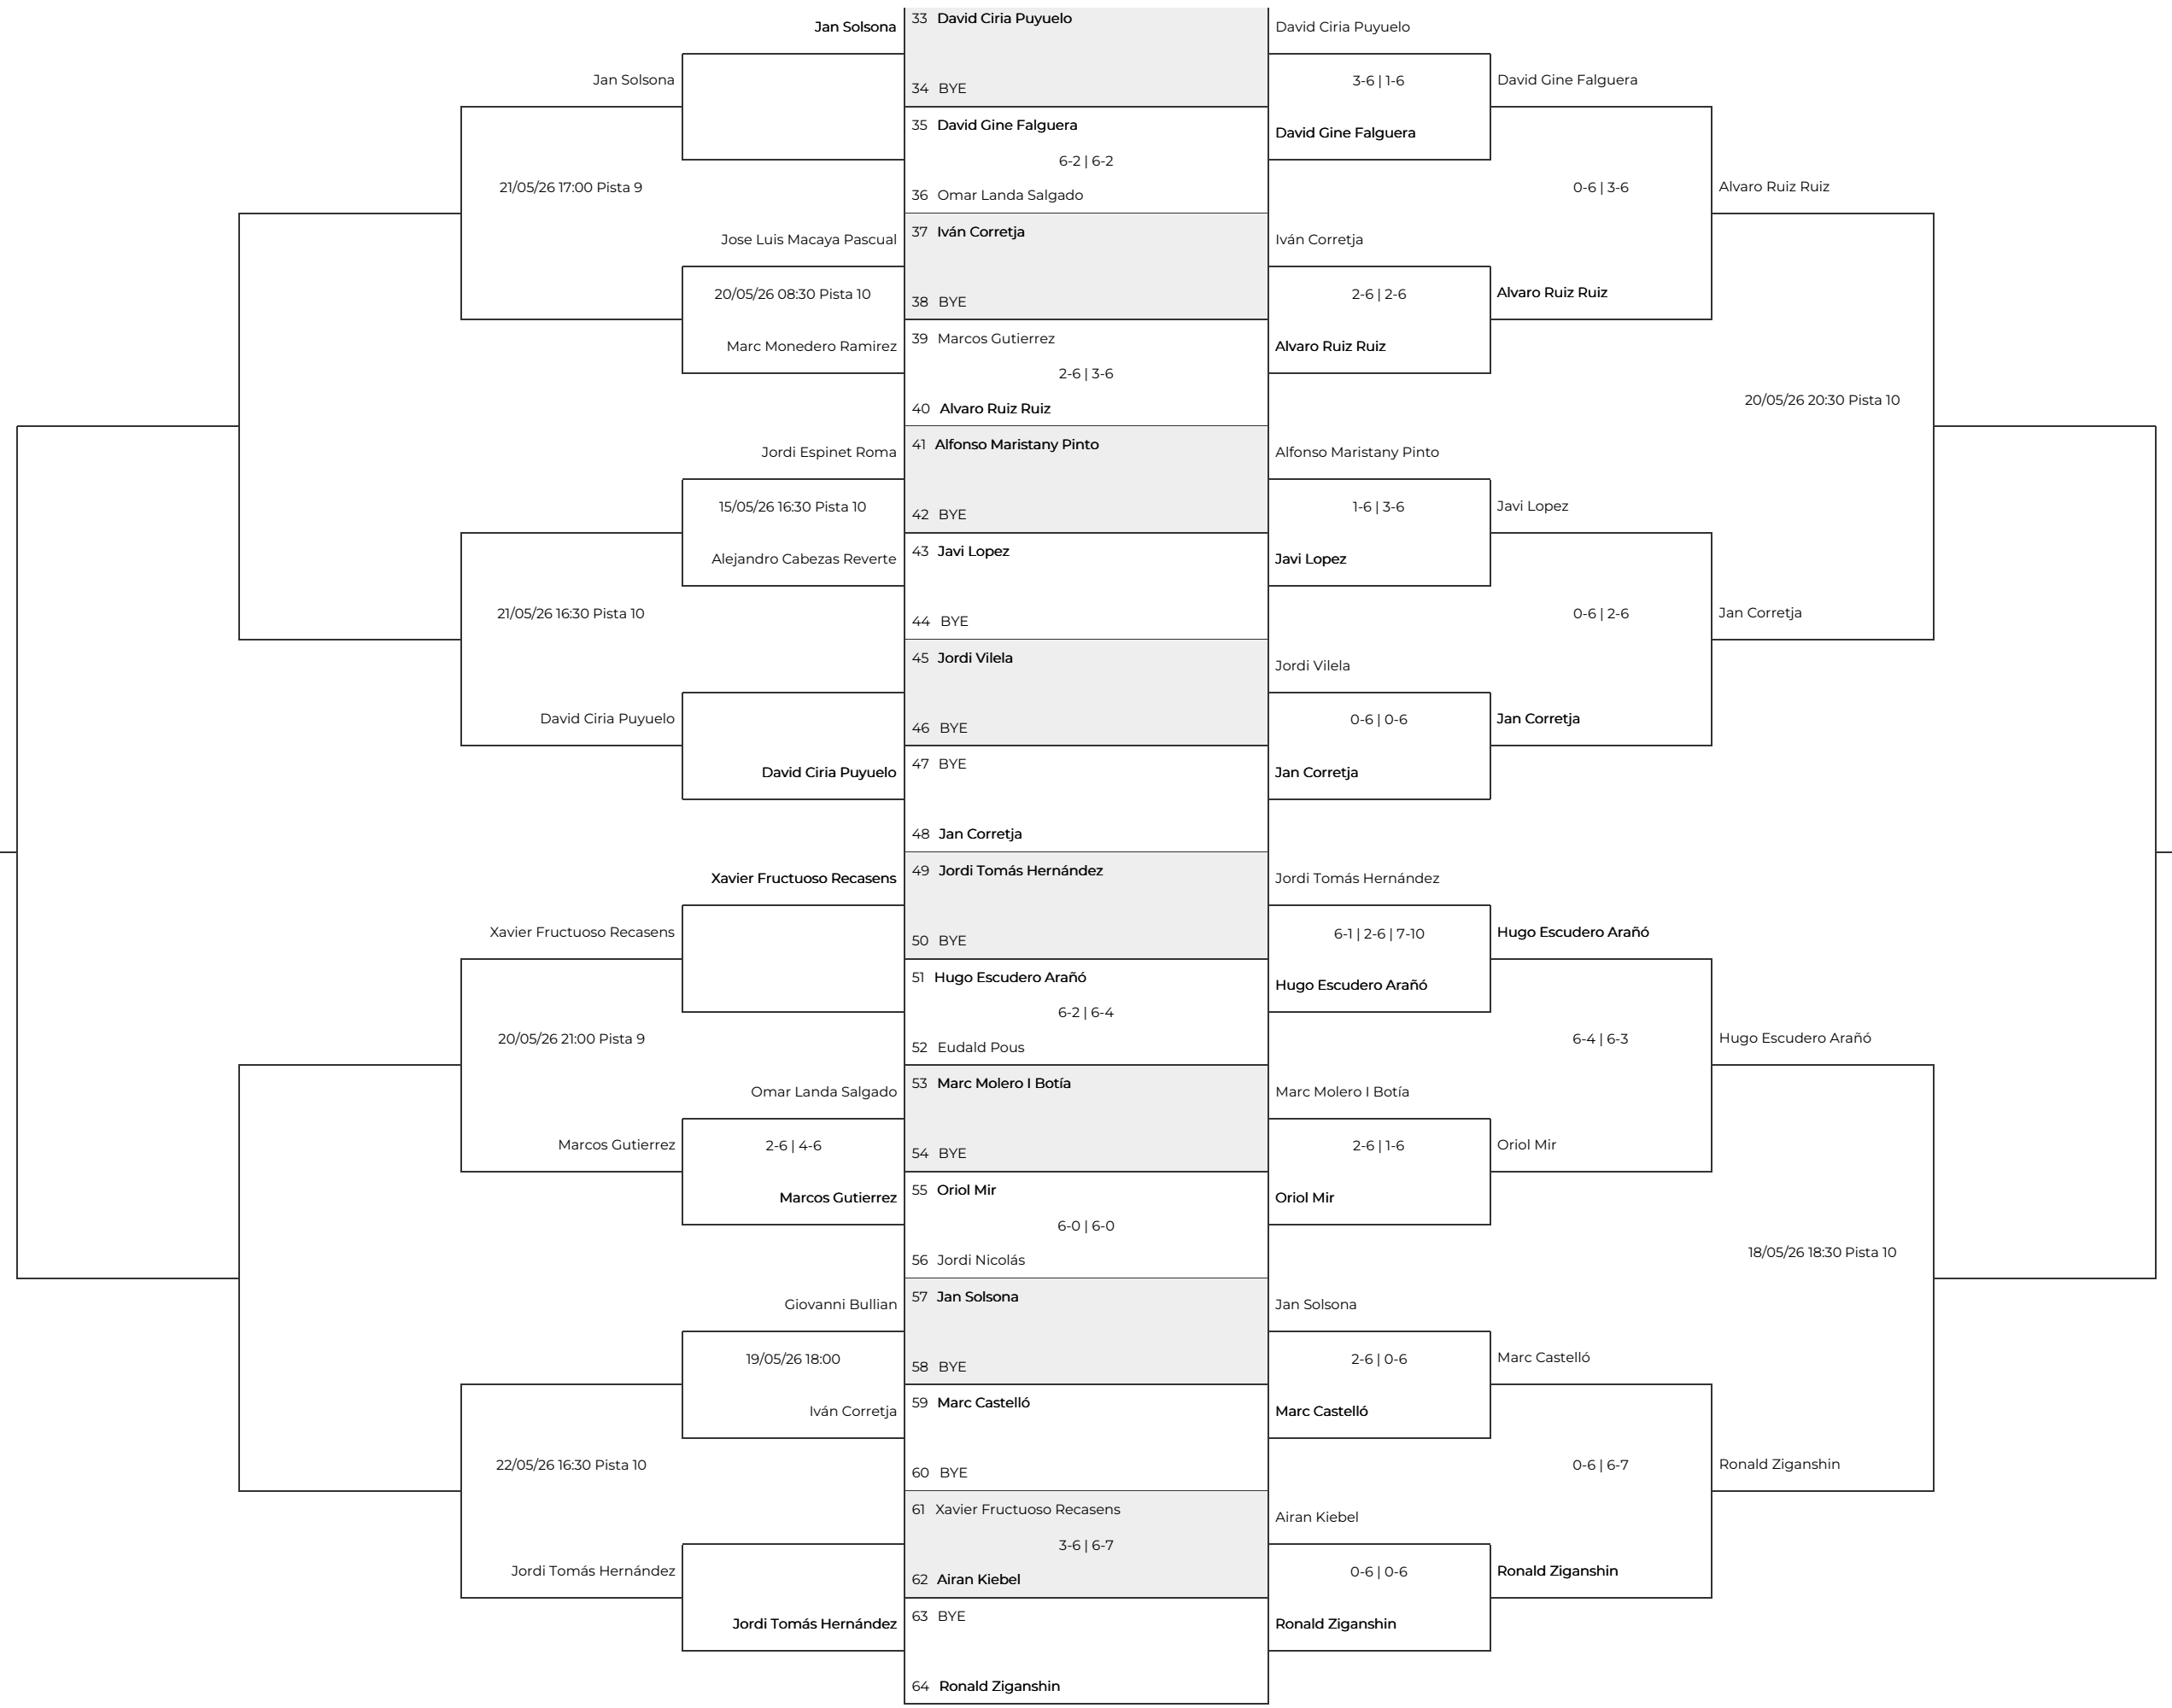 Jan Solsona
33 David Ciria Puyuelo
David Ciria Puyuelo
Jan Solsona
34 BYE
3-6 | 1-6
David Gine Falguera
35 David Gine Falguera
David Gine Falguera
6-2 | 6-2
21/05/26 17:00 Pista 9
36 Omar Landa Salgado
0-6 | 3-6
Alvaro Ruiz Ruiz
Jose Luis Macaya Pascual
37 Iván Corretja
Iván Corretja
20/05/26 08:30 Pista 10
38 BYE
2-6 | 2-6
Alvaro Ruiz Ruiz
Marc Monedero Ramirez
39 Marcos Gutierrez
Alvaro Ruiz Ruiz
2-6 | 3-6
40 Alvaro Ruiz Ruiz
20/05/26 20:30 Pista 10
Jordi Espinet Roma
41 Alfonso Maristany Pinto
Alfonso Maristany Pinto
15/05/26 16:30 Pista 10
42 BYE
1-6 | 3-6
Javi Lopez
Alejandro Cabezas Reverte
43 Javi Lopez
Javi Lopez
21/05/26 16:30 Pista 10
44 BYE
0-6 | 2-6
Jan Corretja
45 Jordi Vilela
Jordi Vilela
David Ciria Puyuelo
46 BYE
0-6 | 0-6
Jan Corretja
David Ciria Puyuelo
47 BYE
Jan Corretja
48 Jan Corretja
Xavier Fructuoso Recasens
49 Jordi Tomás Hernández
Jordi Tomás Hernández
Xavier Fructuoso Recasens
50 BYE
6-1 | 2-6 | 7-10
Hugo Escudero Arañó
51 Hugo Escudero Arañó
Hugo Escudero Arañó
6-2 | 6-4
20/05/26 21:00 Pista 9
52 Eudald Pous
6-4 | 6-3
Hugo Escudero Arañó
Omar Landa Salgado
53 Marc Molero I Botía
Marc Molero I Botía
Marcos Gutierrez
2-6 | 4-6
54 BYE
2-6 | 1-6
Oriol Mir
Marcos Gutierrez
55 Oriol Mir
Oriol Mir
6-0 | 6-0
56 Jordi Nicolás
18/05/26 18:30 Pista 10
Giovanni Bullian
57 Jan Solsona
Jan Solsona
19/05/26 18:00
58 BYE
2-6 | 0-6
Marc Castelló
Iván Corretja
59 Marc Castelló
Marc Castelló
22/05/26 16:30 Pista 10
60 BYE
0-6 | 6-7
Ronald Ziganshin
61 Xavier Fructuoso Recasens
Airan Kiebel
3-6 | 6-7
Jordi Tomás Hernández
62 Airan Kiebel
0-6 | 0-6
Ronald Ziganshin
Jordi Tomás Hernández
63 BYE
Ronald Ziganshin
64 Ronald Ziganshin